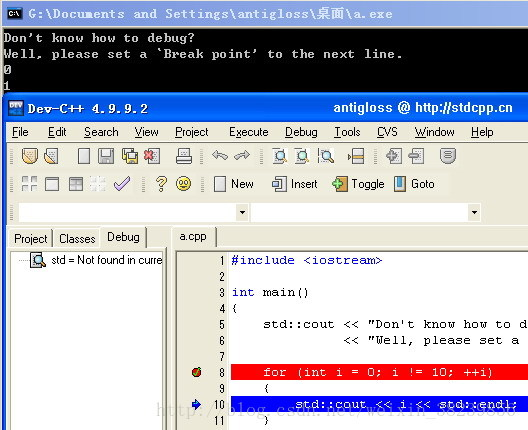 G:\Documents and Settings\antigloss\桌面\a.exe
Don't know how to debug?
Well, please set a `Break point' to the next line.
0
1
Dev-C++ 4.9.9.2 antigloss @ http://stdcpp.cn
File Edit Search View Project Execute Debug Tools CVS Window Help
New Insert Toggle Goto
Project Classes Debug a.cpp
std = Not found in curre
1 #include <iostream>
2
3 int main()
4 {
5 std::cout << "Don't know how to d
6 << "Well, please set a
7
8 for (int i = 0; i != 10; ++i)
9 {
10 std::cout << i << std::endl;
11 }